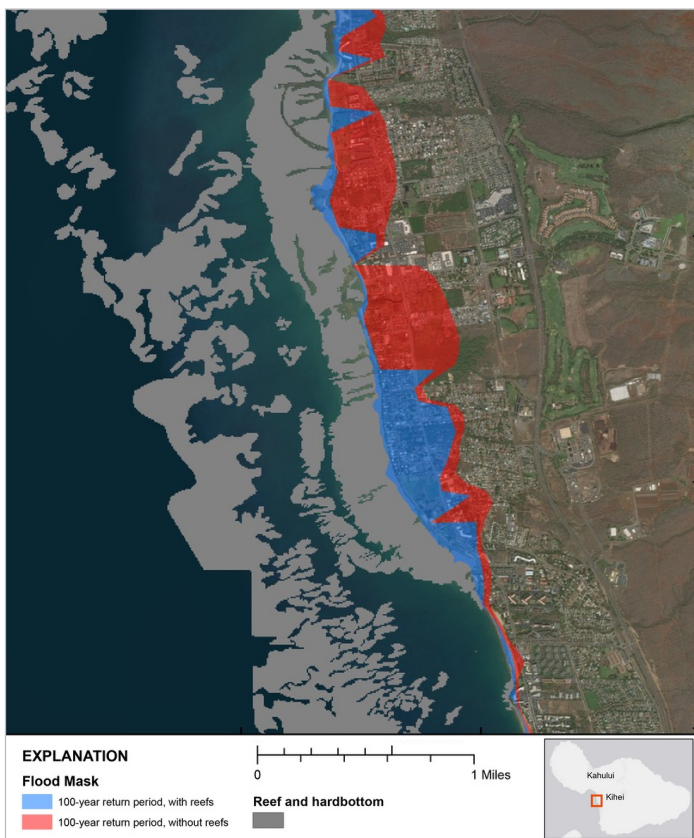 EXPLANATION
Flood Mask
100-year return period, with reefs
100-year return period, without reefs
0
1 Miles
Reef and hardbottom
Kahului
Kihei